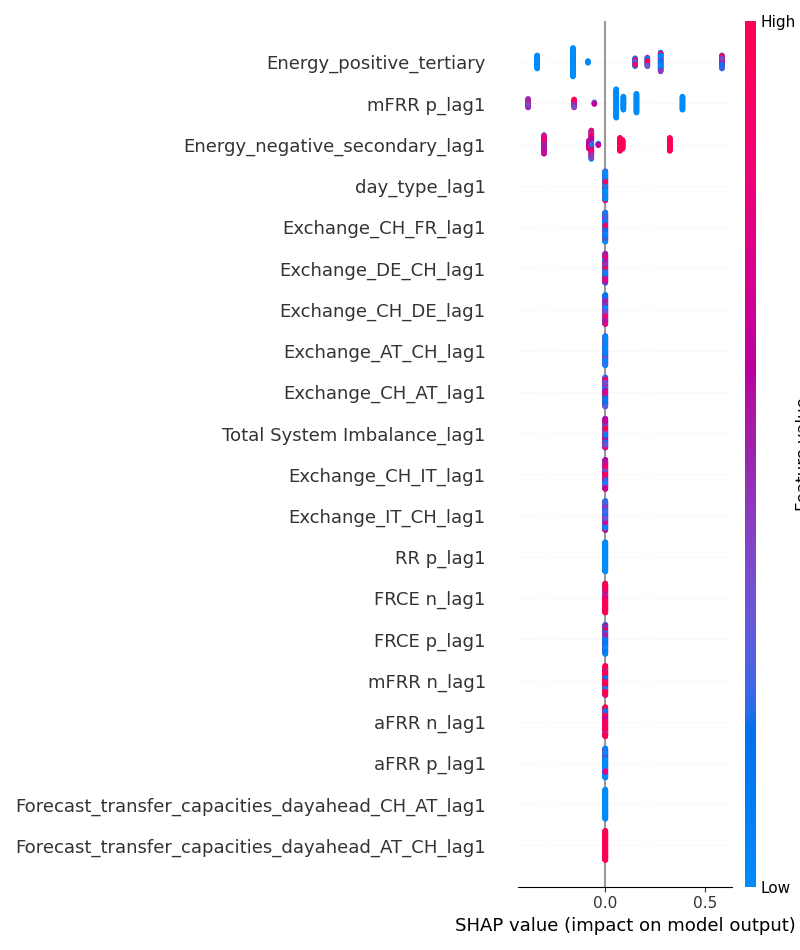 High
Energy_positive_tertiary
mFRR p_lag1
Energy_negative_secondary_lag1
day_type_lag1
Exchange_CH_FR_lag1
Exchange_DE_CH_lag1
Exchange_CH_DE_lag1
Exchange_AT_CH_lag1
Exchange_CH_AT_lag1
Total System Imbalance_lag1
Exchange_CH_IT_lag1
Exchange_IT_CH_lag1
RR p_lag1
FRCE n_lag1
FRCE p_lag1
mFRR n_lag1
aFRR n_lag1
aFRR p_lag1
Forecast_transfer_capacities_dayahead_CH_AT_lag1
Forecast_transfer_capacities_dayahead_AT_CH_lag1
Low
0.0 0.5
SHAP value (impact on model output)